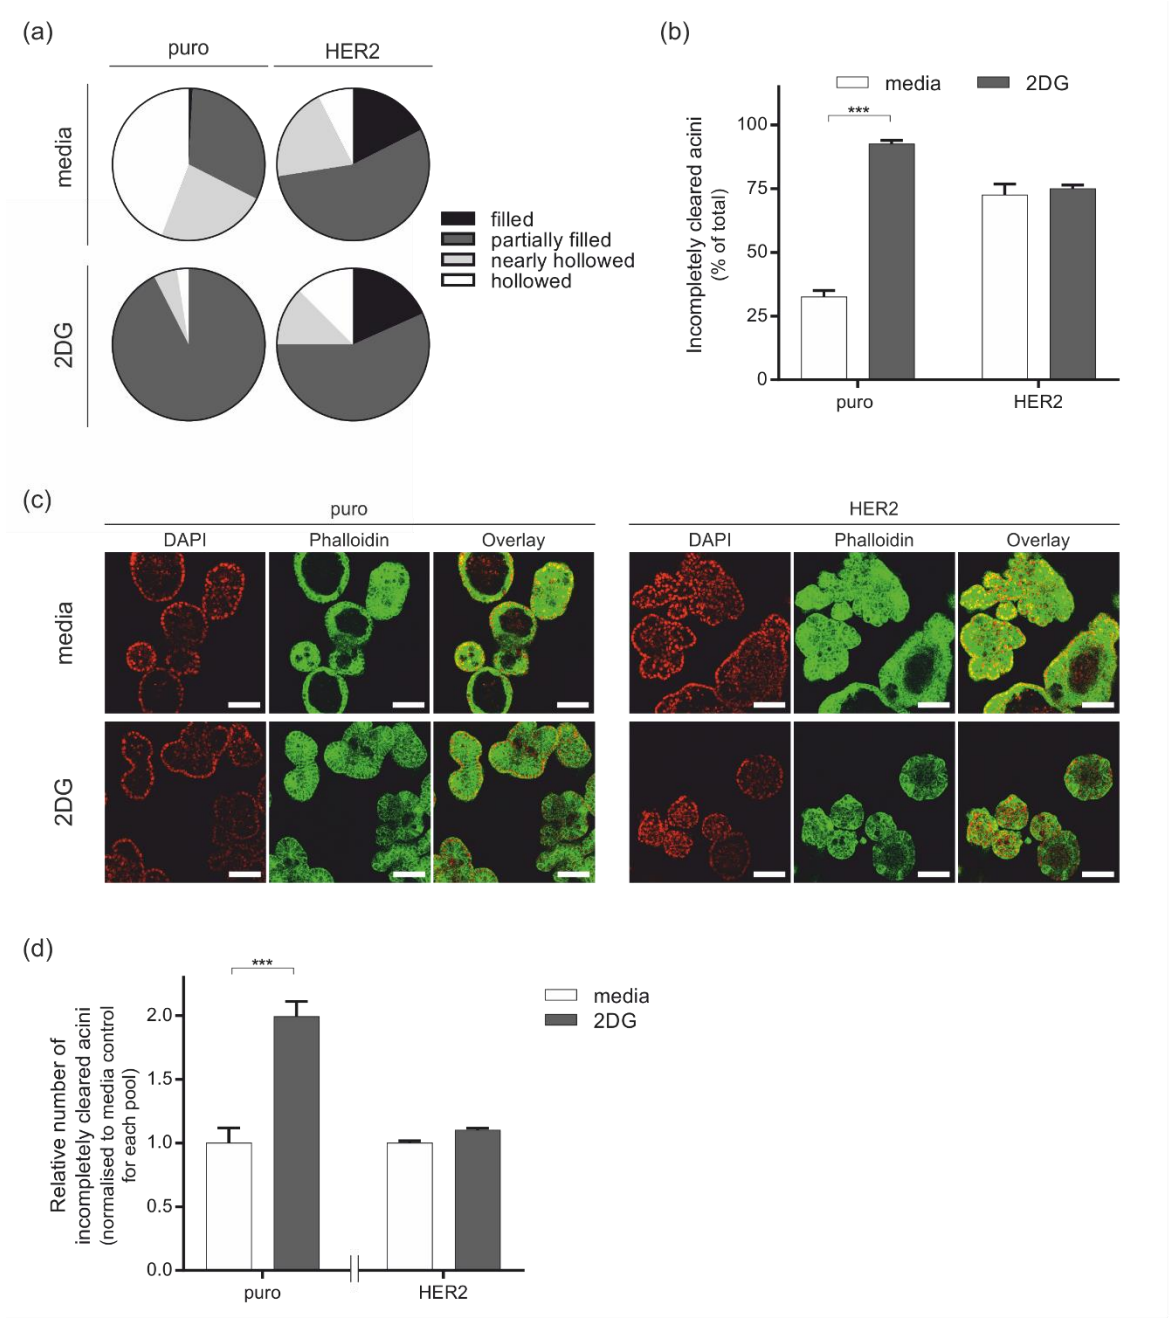 (a)
puro
HER2
media
2DG
filled
partially filled
nearly hollowed
hollowed
(b)
media
2DG
Incompletely cleared acini
(% of total)
100
75
50
25
0
***
puro
HER2
(c)
puro
HER2
DAPI
Phalloidin
Overlay
DAPI
Phalloidin
Overlay
media
2DG
(d)
Relative number of
incompletely cleared acini
(normalised to media control
for each pool)
2.0
1.5
1.0
0.5
0.0
***
media
2DG
puro
HER2